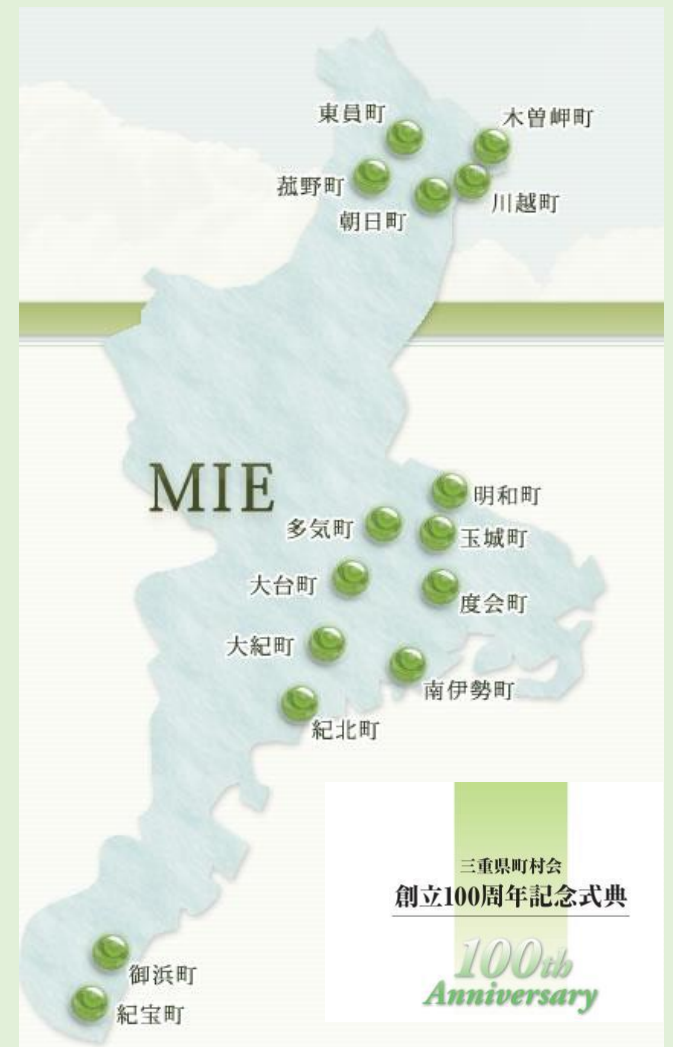 東員町
木曽岬町
菰野町
川越町
朝日町
MIE
明和町
多気町
玉城町
大台町
度会町
大紀町
南伊勢町
紀北町
三重県町村会
創立100周年記念式典
100th
Anniversary
御浜町
紀宝町